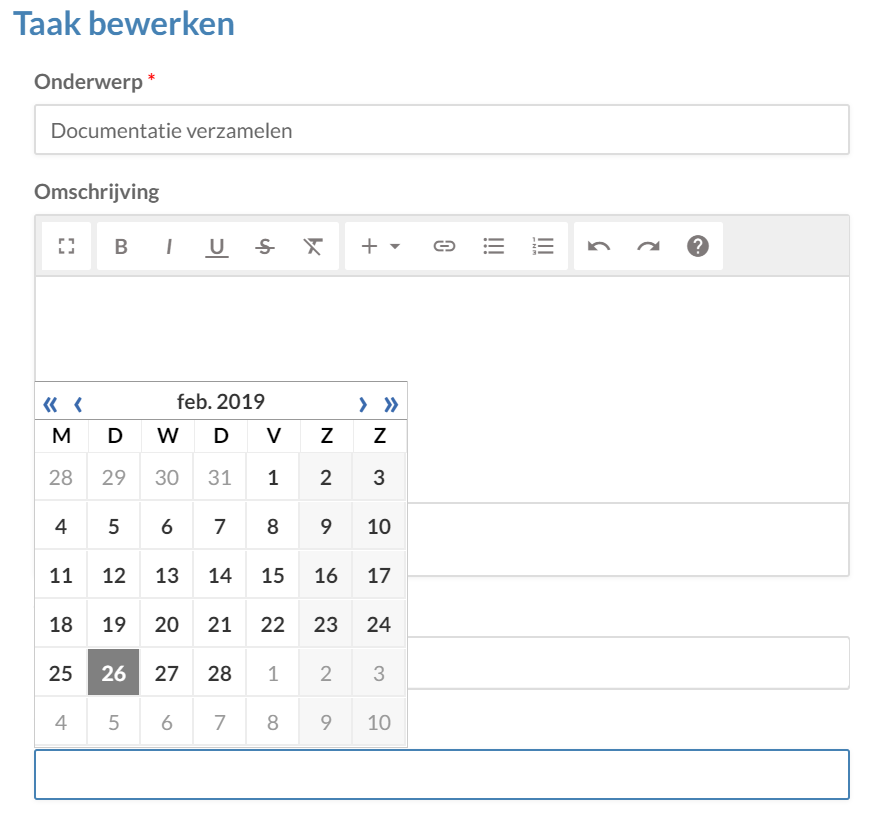 Taak bewerken
Onderwerp *
Documentatie verzamelen
Omschrijving
B I U S
« ‹ feb. 2019 › »
M D W D V Z Z
28 29 30 31 1 2 3
4 5 6 7 8 9 10
11 12 13 14 15 16 17
18 19 20 21 22 23 24
25 26 27 28 1 2 3
4 5 6 7 8 9 10